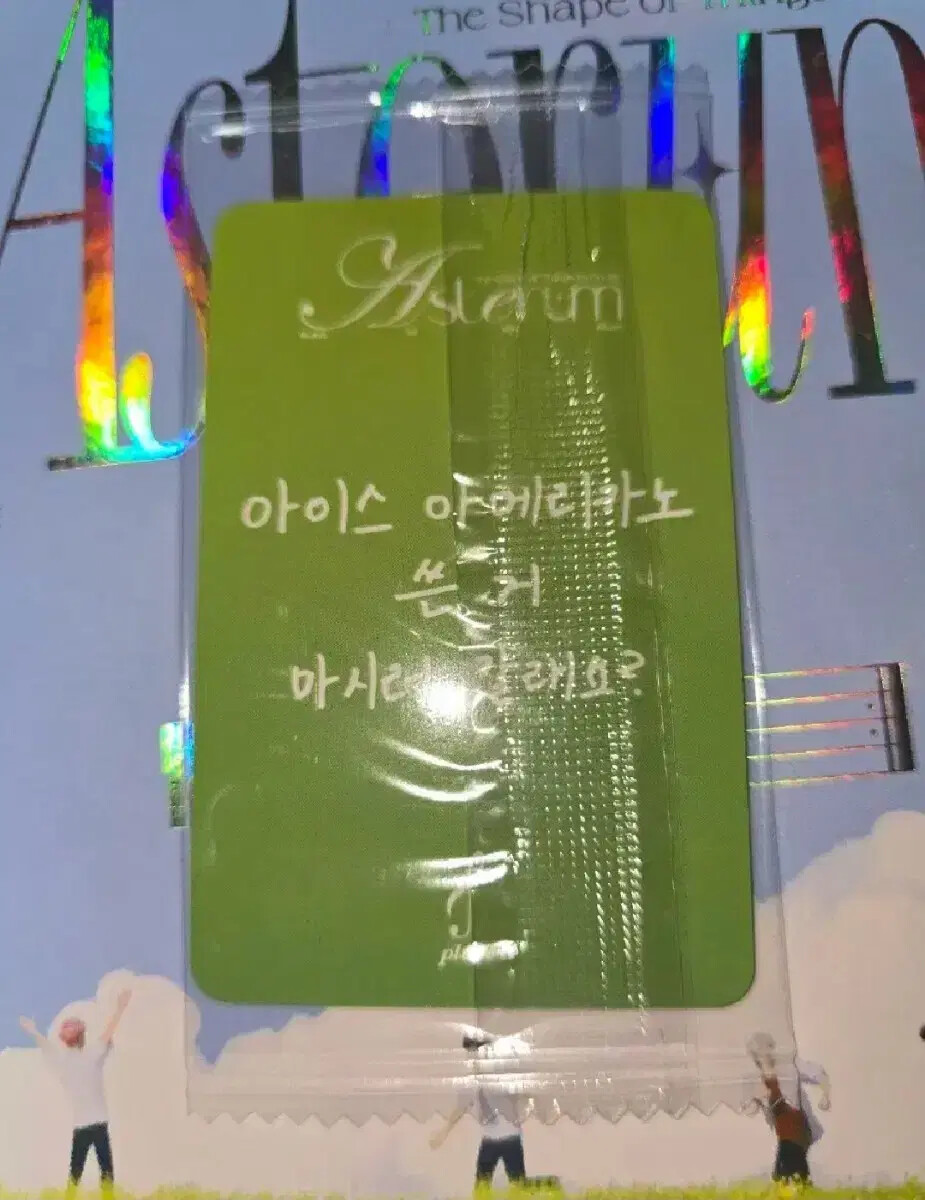 The Shape of Things
Asterum
Asterum
아이스 아메리카노
쓴 거
마시러 갈래요?